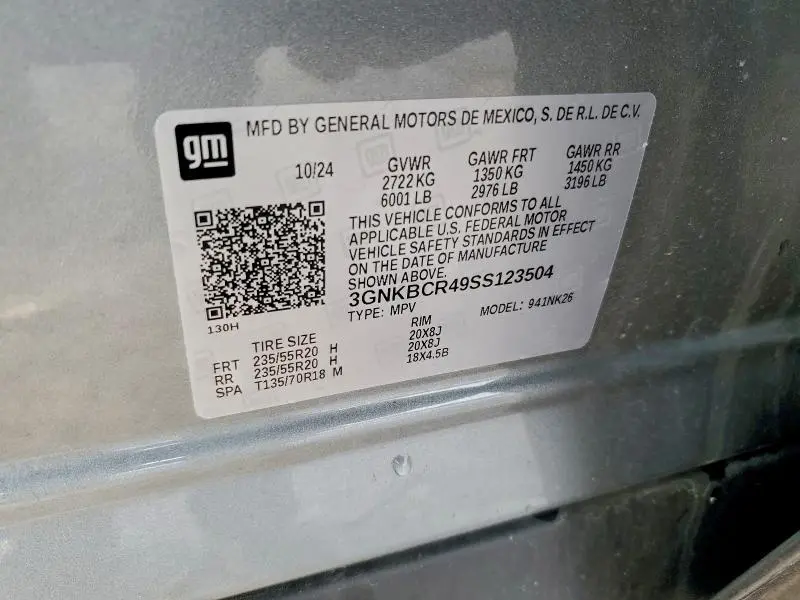 gm
MFD BY GENERAL MOTORS DE MEXICO, S. DE R.L. DE C.V.
10/24
GVWR GAWR FRT GAWR RR
2722 KG 1350 KG 1450 KG
6001 LB 2976 LB 3196 LB
THIS VEHICLE CONFORMS TO ALL
APPLICABLE U.S. FEDERAL MOTOR
VEHICLE SAFETY STANDARDS IN EFFECT
ON THE DATE OF MANUFACTURE
SHOWN ABOVE.
3GNKBCR49SS123504
TYPE: MPV MODEL: 941NK26
130H
TIRE SIZE RIM
FRT 235/55R20 H 20X8J
RR 235/55R20 H 20X8J
SPA T135/70R18 M 18X4.5B